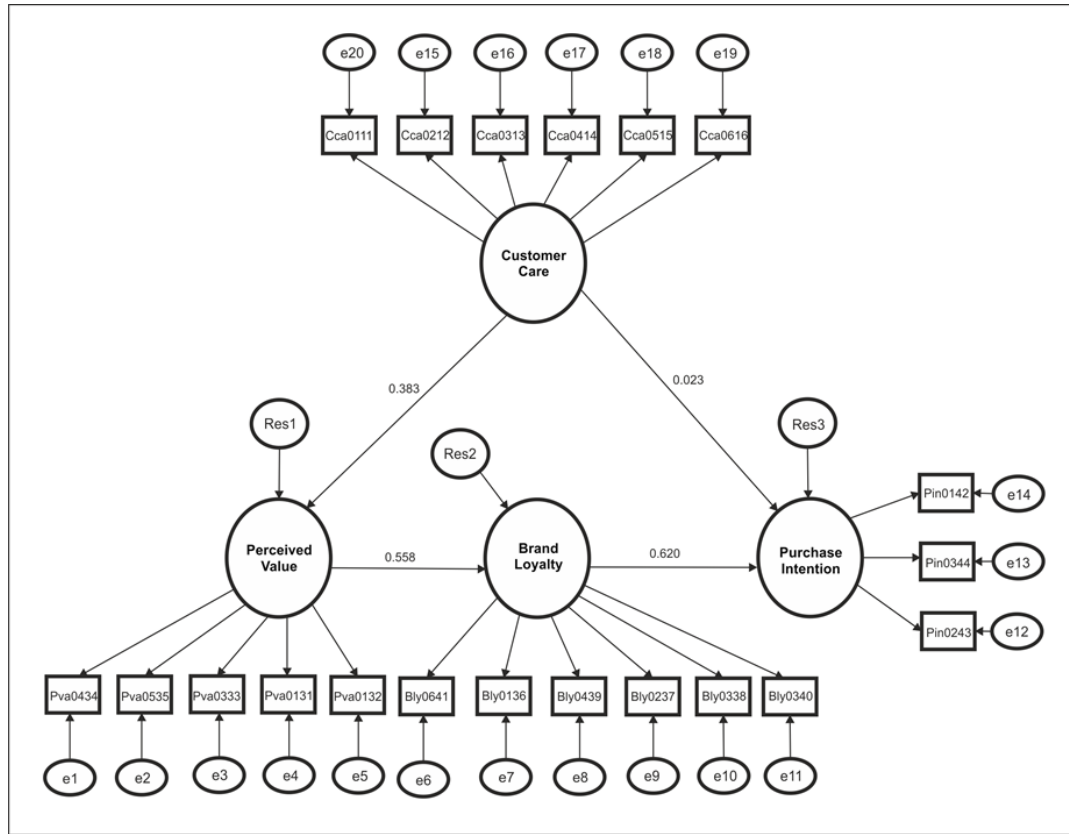 e20 e15 e16 e17 e18 e19
Cca0111 Cca0212 Cca0313 Cca0414 Cca0515 Cca0616
Customer
Care
0.383 0.023
Res1 Res2 Res3
Pin0142 e14
Perceived
Value
0.558
Brand
Loyalty
0.620
Purchase
Intention
Pin0344 e13
Pin0243 e12
Pva0434 Pva0535 Pva0333 Pva0131 Pva0132 Bly0641 Bly0136 Bly0439 Bly0237 Bly0338 Bly0340
e1 e2 e3 e4 e5 e6 e7 e8 e9 e10 e11